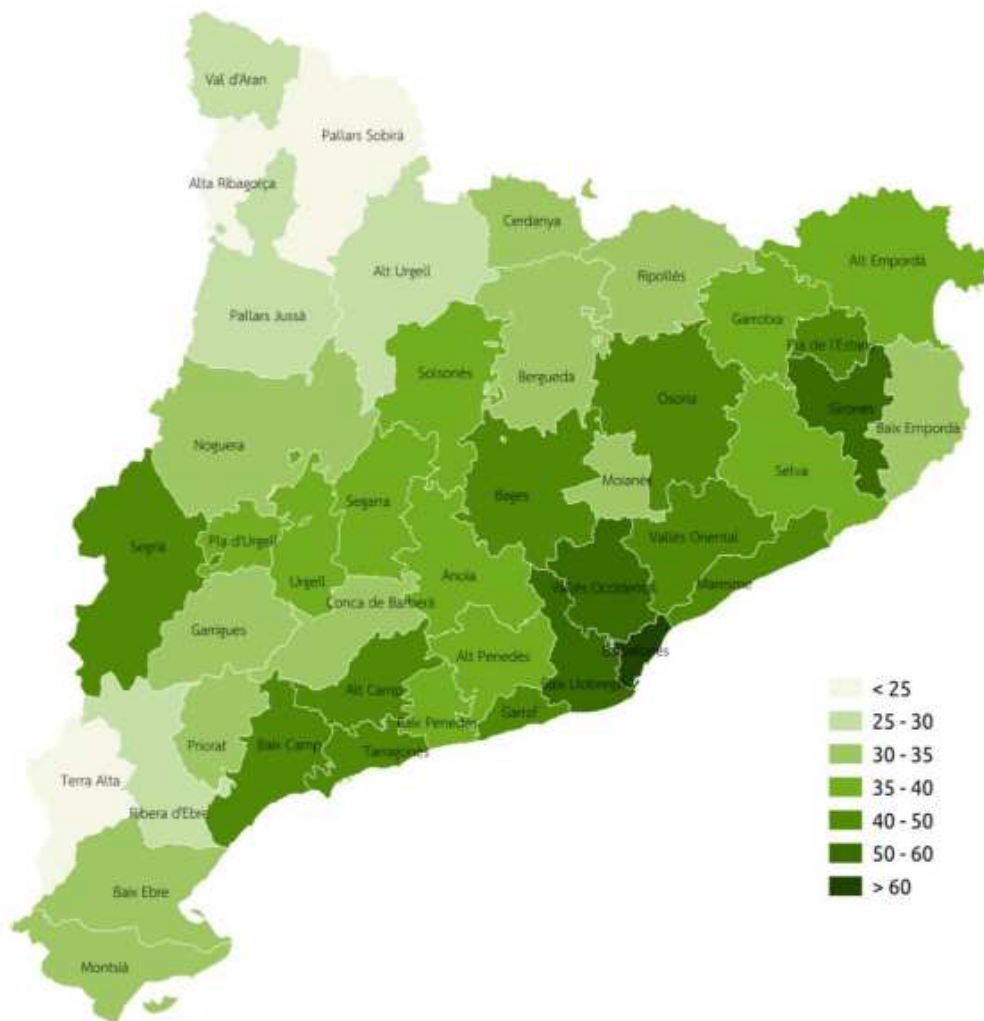 Val d'Aran
Pallars Sobirà
Alta Ribagorça
Cerdanya
Alt Urgell
Ripollès
Alt Empordà
Pallars Jussà
Garrotxa
Pla de l'Estany
Solsonès
Berguedà
Osona
Gironès
Baix Empordà
Noguera
Moianès
Selva
Segarra
Bages
Segrià
Pla d'Urgell
Vallès Oriental
Urgell
Anoia
Vallès Occidental
Maresme
Conca de Barberà
Garrigues
Alt Penedès
Barcelonès
Alt Camp
Baix Llobregat
Garraf
Baix Penedès
Priorat
Baix Camp
Tarragonès
Terra Alta
Ribera d'Ebre
Baix Ebre
Montsià
< 25
25 - 30
30 - 35
35 - 40
40 - 50
50 - 60
> 60